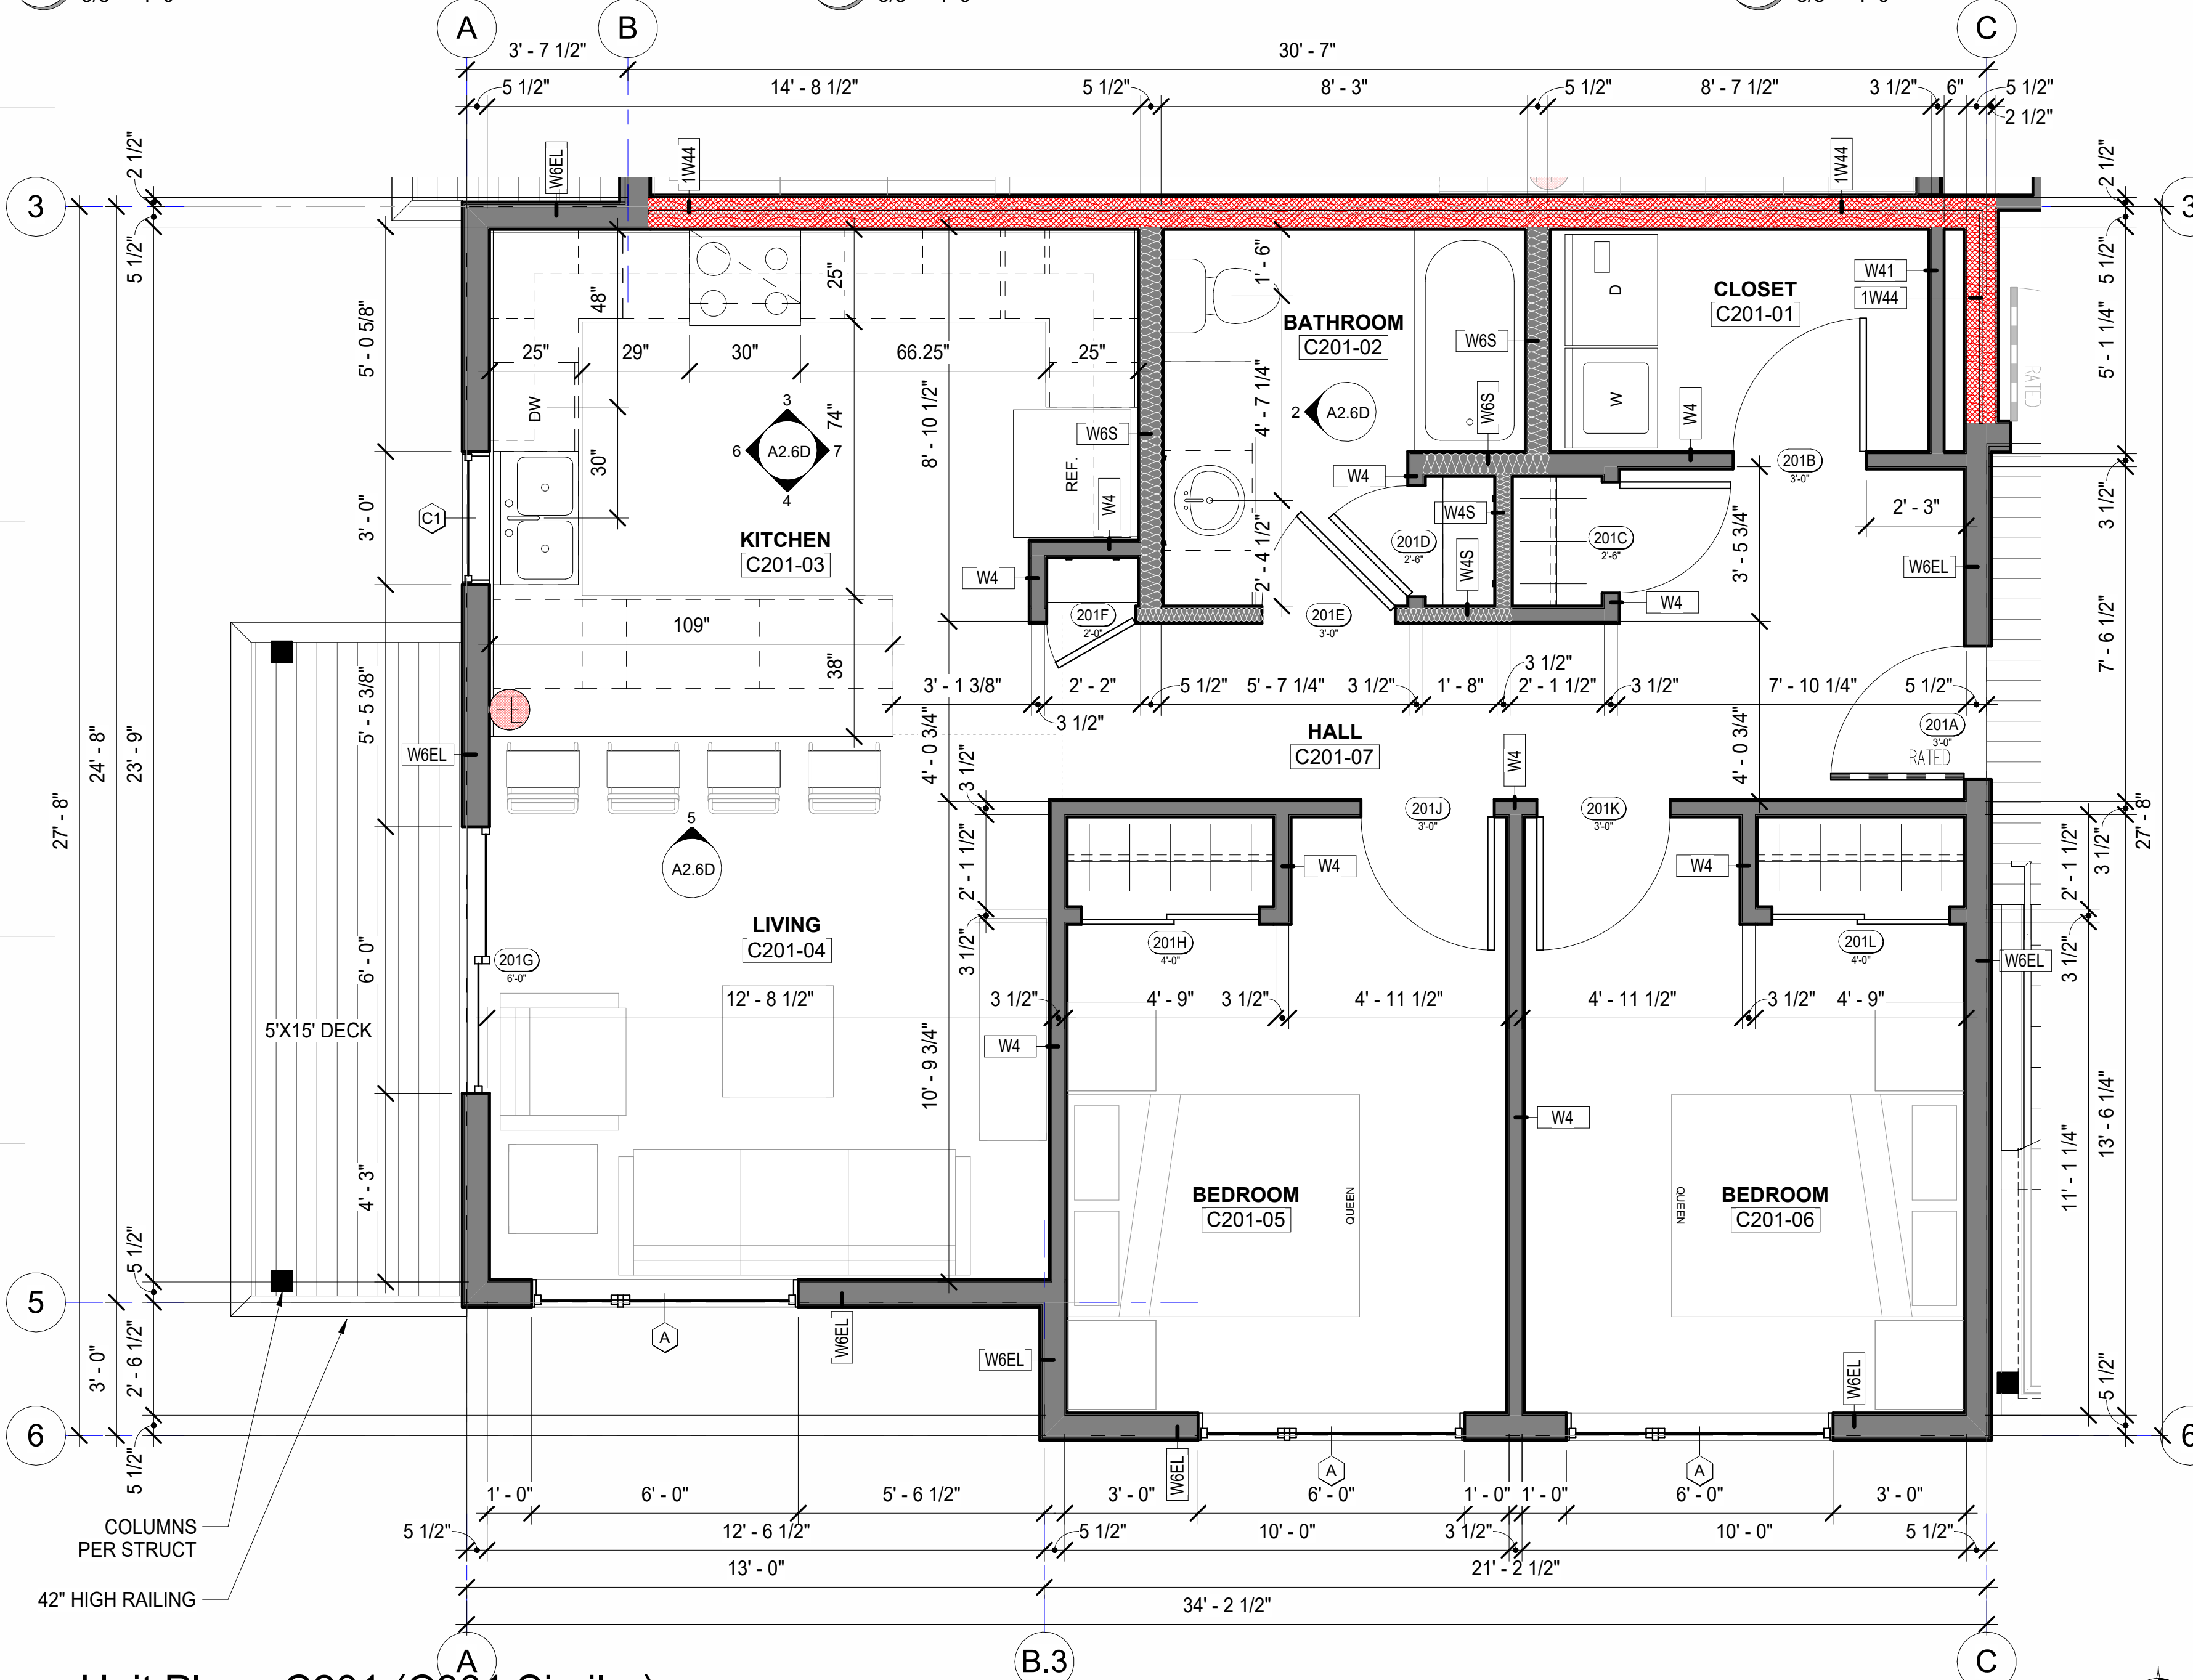 A
B
C
3' - 7 1/2"
30' - 7"
5 1/2"
14' - 8 1/2"
5 1/2"
8' - 3"
5 1/2"
8' - 7 1/2"
3 1/2"
6"
5 1/2"
2 1/2"
2 1/2"
W6EL
1W44
1W44
2 1/2"
3
3
5 1/2"
5 1/2"
1' - 6"
25"
48"
W41
1W44
D
CLOSET
C201-01
5' - 0 5/8"
BATHROOM
C201-02
5' - 1 1/4"
RATED
25"
29"
30"
66.25"
25"
W6S
W6S
W
W4
DW
3
6
A2.6D
7
4
74"
8' - 10 1/2"
4' - 7 1/4"
2
A2.6D
W6S
30"
REF.
W4
201B
3'-0"
3 1/2"
2' - 3"
C1
3' - 0"
W4
W4S
KITCHEN
C201-03
201D
2'-6"
201C
2'-6"
3' - 5 3/4"
W4
2' - 4 1/2"
W4S
W4
W6EL
109"
38"
201F
2'-0"
201E
3'-0"
7' - 6 1/2"
FE
3' - 1 3/8"
2' - 2"
3 1/2"
5 1/2"
5' - 7 1/4"
3 1/2"
1' - 8"
3 1/2"
2' - 1 1/2"
3 1/2"
7' - 10 1/4"
5 1/2"
5' - 5 3/8"
24' - 8"
23' - 9"
27' - 8"
W6EL
4' - 0 3/4"
3 1/2"
HALL
C201-07
W4
4' - 0 3/4"
201A
3'-0"
RATED
27' - 8"
5
A2.6D
201J
3'-0"
201K
3'-0"
2' - 1 1/2"
W4
W4
2' - 1 1/2"
3 1/2"
LIVING
C201-04
3 1/2"
201H
4'-0"
201L
4'-0"
3 1/2"
W6EL
201G
6'-0"
6' - 0"
12' - 8 1/2"
3 1/2"
4' - 9"
3 1/2"
4' - 11 1/2"
4' - 11 1/2"
3 1/2"
4' - 9"
5'X15' DECK
W4
10' - 9 3/4"
W4
13' - 6 1/4"
11' - 1 1/4"
4' - 3"
BEDROOM
C201-05
QUEEN
QUEEN
BEDROOM
C201-06
5 1/2"
5
A
W6EL
W6EL
W6EL
5 1/2"
3' - 0"
2' - 6 1/2"
6
6
5 1/2"
W6EL
A
A
1' - 0"
6' - 0"
5' - 6 1/2"
3' - 0"
6' - 0"
1' - 0"
1' - 0"
6' - 0"
3' - 0"
COLUMNS
PER STRUCT
5 1/2"
12' - 6 1/2"
5 1/2"
10' - 0"
3 1/2"
10' - 0"
5 1/2"
13' - 0"
21' - 2 1/2"
42" HIGH RAILING
34' - 2 1/2"
A
B.3
C